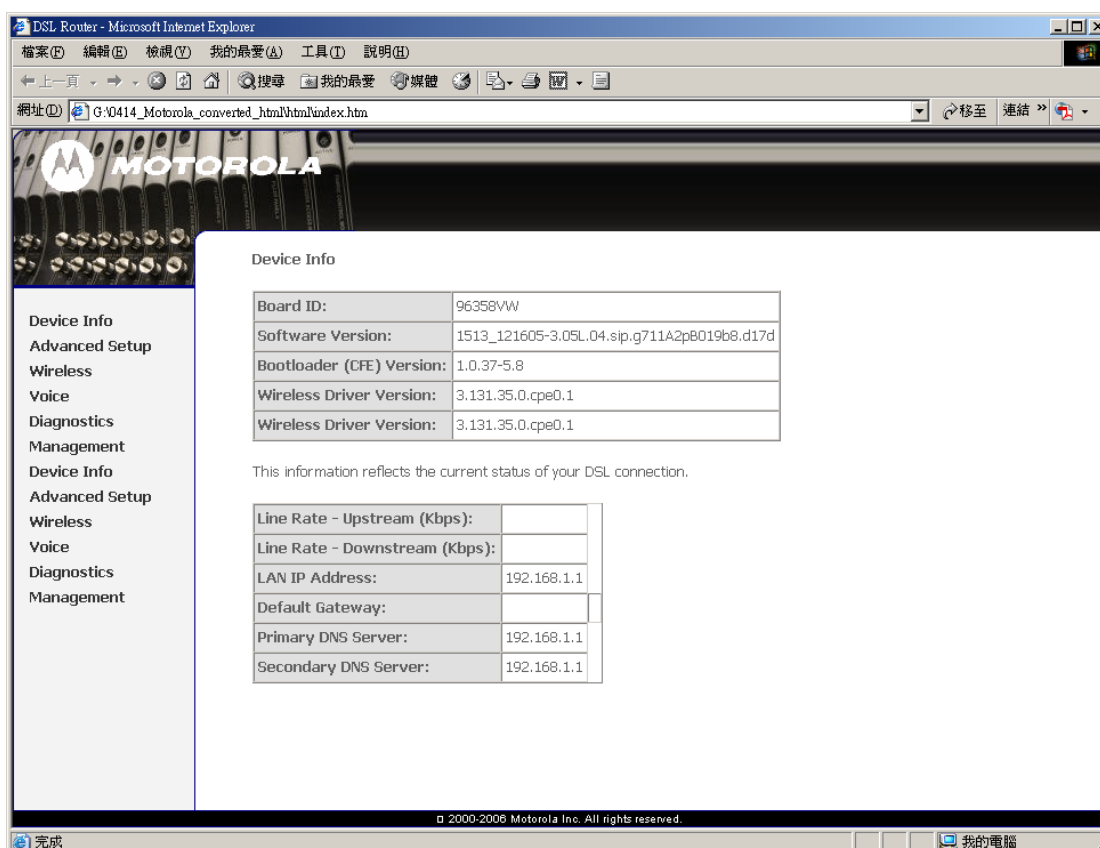 DSL Router - Microsoft Internet Explorer
檔案(F) 編輯(E) 檢視(V) 我的最愛(A) 工具(T) 說明(H)
上一頁 搜尋 我的最愛 媒體
網址(D) G:\0414_Motorola_converted_html\html\index.htm 移至 連結 »
MOTOROLA
Device Info
Advanced Setup
Wireless
Voice
Diagnostics
Management
Device Info
Advanced Setup
Wireless
Voice
Diagnostics
Management
Device Info
Board ID: 96358VW
Software Version: 1513_121605-3.05L.04.sip.g711A2pB019b8.d17d
Bootloader (CFE) Version: 1.0.37-5.8
Wireless Driver Version: 3.131.35.0.cpe0.1
Wireless Driver Version: 3.131.35.0.cpe0.1
This information reflects the current status of your DSL connection.
Line Rate - Upstream (Kbps):
Line Rate - Downstream (Kbps):
LAN IP Address: 192.168.1.1
Default Gateway:
Primary DNS Server: 192.168.1.1
Secondary DNS Server: 192.168.1.1
2000-2006 Motorola Inc. All rights reserved.
完成 我的電腦